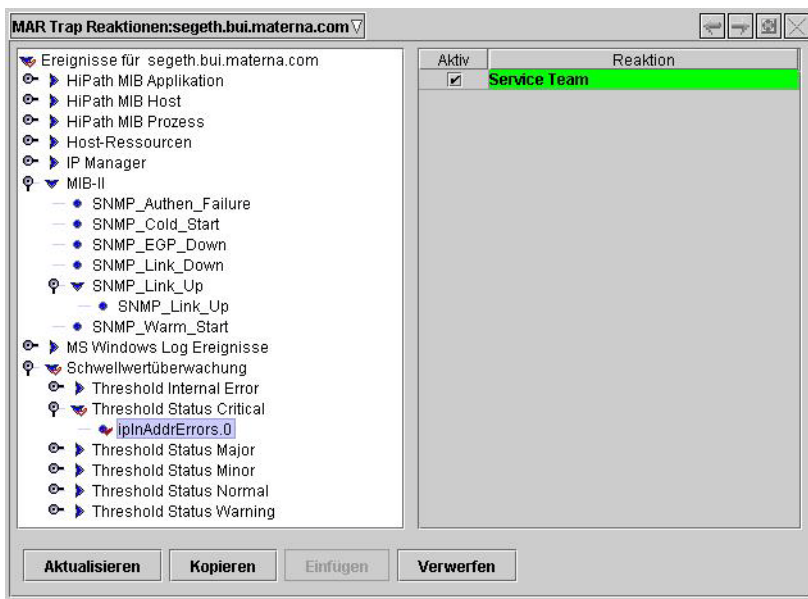 MAR Trap Reaktionen:segeth.bui.materna.com
Ereignisse für segeth.bui.materna.com
HiPath MIB Applikation
HiPath MIB Host
HiPath MIB Prozess
Host-Ressourcen
IP Manager
MIB-II
SNMP_Authen_Failure
SNMP_Cold_Start
SNMP_EGP_Down
SNMP_Link_Down
SNMP_Link_Up
SNMP_Link_Up
SNMP_Warm_Start
MS Windows Log Ereignisse
Schwellwertüberwachung
Threshold Internal Error
Threshold Status Critical
ipInAddrErrors.0
Threshold Status Major
Threshold Status Minor
Threshold Status Normal
Threshold Status Warning
Aktiv Reaktion
Service Team
Aktualisieren Kopieren Einfügen Verwerfen